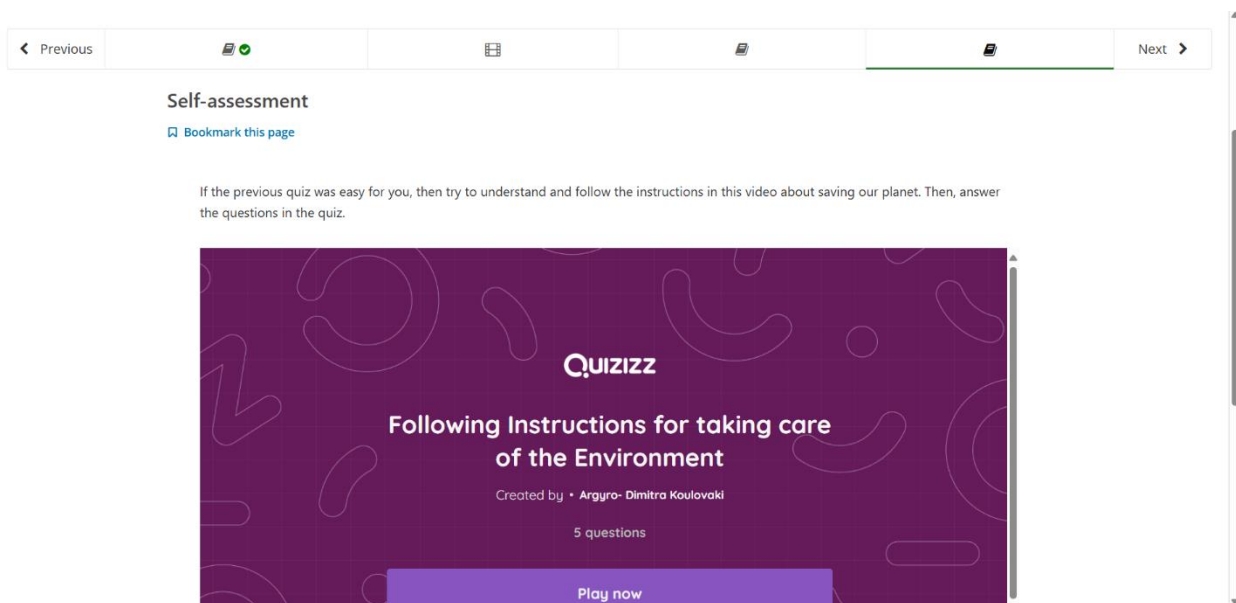 Previous
Next
Self-assessment
Bookmark this page
If the previous quiz was easy for you, then try to understand and follow the instructions in this video about saving our planet. Then, answer
the questions in the quiz.
Quizizz
Following Instructions for taking care
of the Environment
Created by • Argyro- Dimitra Koulovaki
5 questions
Play now